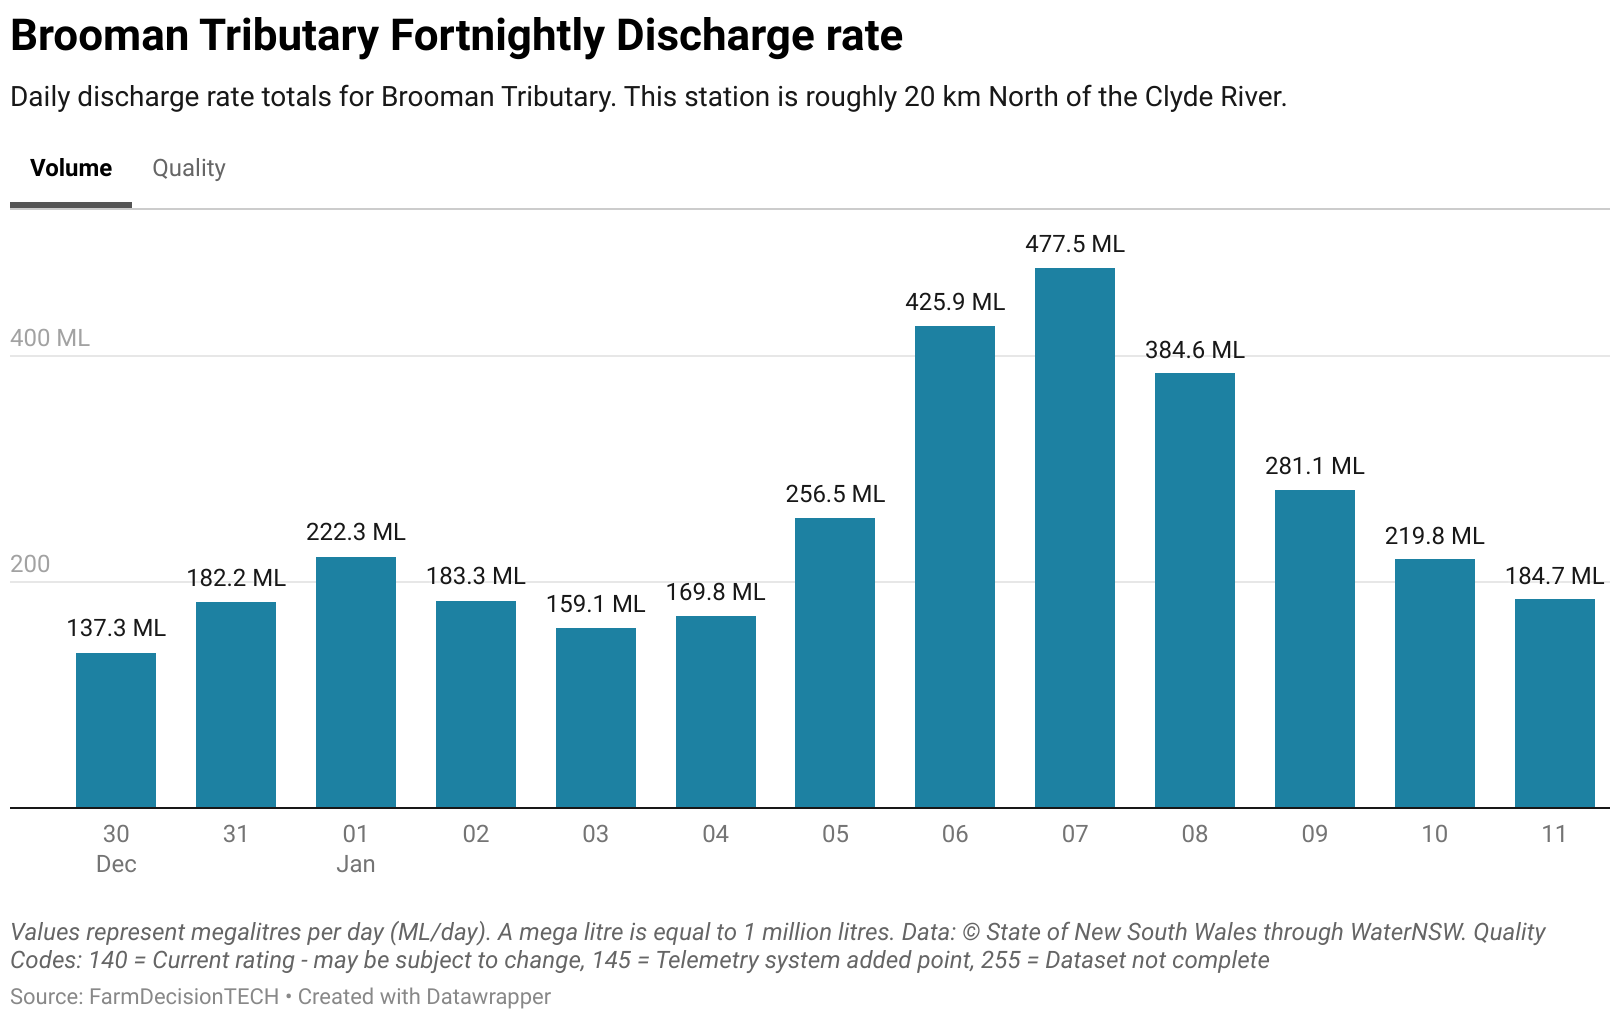 Brooman Tributary Fortnightly Discharge rate
Daily discharge rate totals for Brooman Tributary. This station is roughly 20 km North of the Clyde River.
Volume Quality
477.5 ML
425.9 ML
400 ML
384.6 ML
281.1 ML
256.5 ML
222.3 ML
219.8 ML
200
182.2 ML
183.3 ML
184.7 ML
169.8 ML
159.1 ML
137.3 ML
30 31 01 02 03 04 05 06 07 08 09 10 11
Dec Jan
Values represent megalitres per day (ML/day). A mega litre is equal to 1 million litres. Data: © State of New South Wales through WaterNSW. Quality
Codes: 140 = Current rating - may be subject to change, 145 = Telemetry system added point, 255 = Dataset not complete
Source: FarmDecisionTECH • Created with Datawrapper